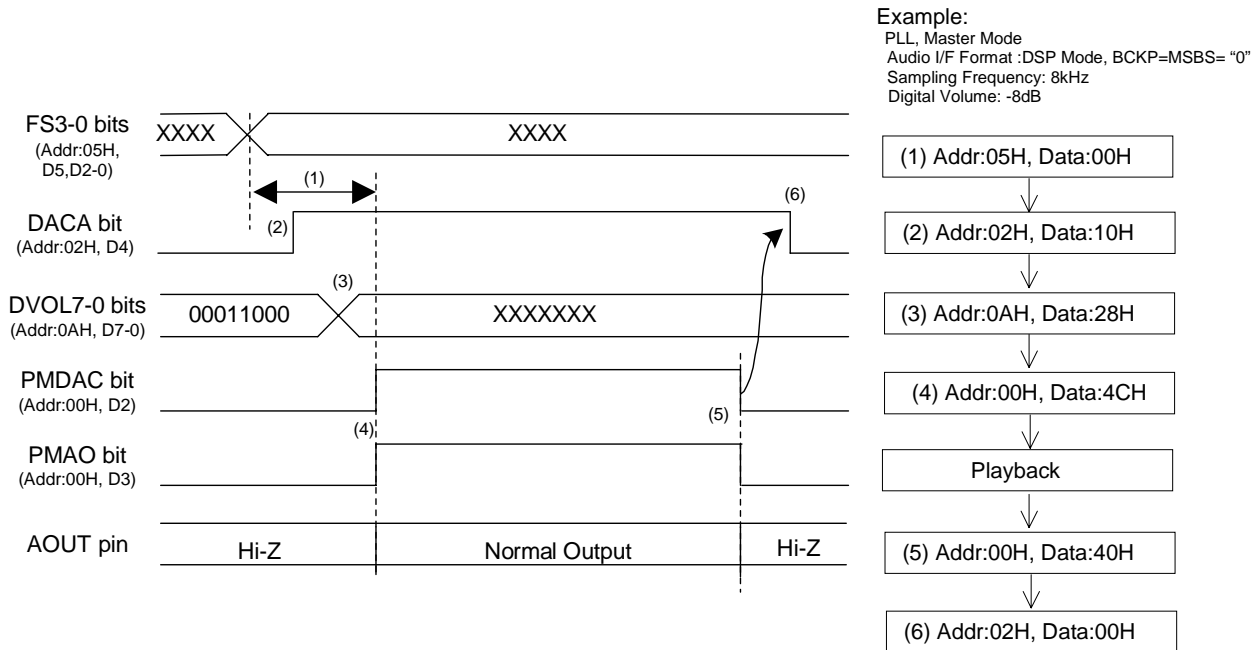 Example:
PLL, Master Mode
Audio I/F Format :DSP Mode, BCKP=MSBS= “0”
Sampling Frequency: 8kHz
Digital Volume: -8dB
FS3-0 bits
(Addr:05H,
D5,D2-0)
XXXX
XXXX
(1)
DACA bit
(Addr:02H, D4)
(2)
(6)
DVOL7-0 bits
(Addr:0AH, D7-0)
00011000
(3)
XXXXXXX
PMDAC bit
(Addr:00H, D2)
(4)
(5)
PMAO bit
(Addr:00H, D3)
AOUT pin
Hi-Z
Normal Output
Hi-Z
(1) Addr:05H, Data:00H
(2) Addr:02H, Data:10H
(3) Addr:0AH, Data:28H
(4) Addr:00H, Data:4CH
Playback
(5) Addr:00H, Data:40H
(6) Addr:02H, Data:00H